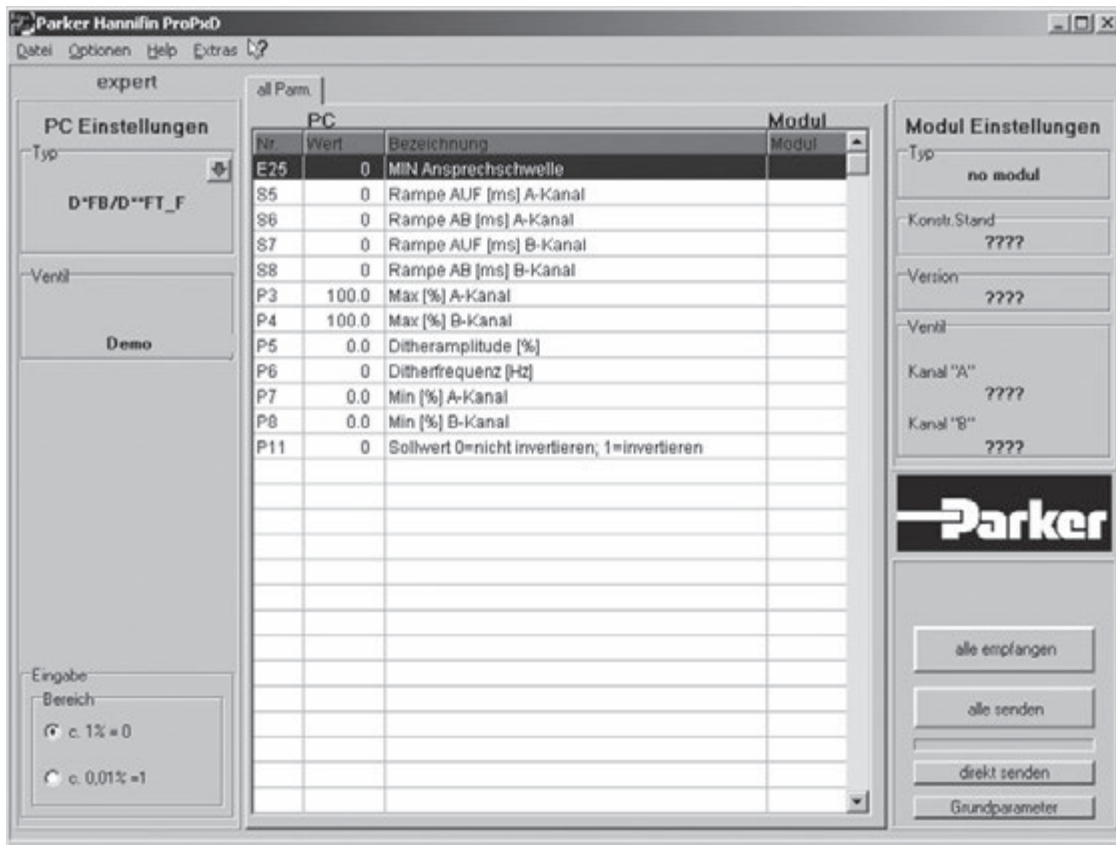 Parker Hannifin ProPxD
Datei Optionen Help Extras
expert
PC Einstellungen
Typ
D*FB/D**FT_F
Ventil
Demo
Eingabe
Bereich
c. 1% = 0
c. 0,01% =1
all Parm.
PC Modul
Nr. Wert Bezeichnung Modul
E25 0 MIN Ansprechschwelle
S5 0 Rampe AUF [ms] A-Kanal
S6 0 Rampe AB [ms] A-Kanal
S7 0 Rampe AUF [ms] B-Kanal
S8 0 Rampe AB [ms] B-Kanal
P3 100.0 Max [%] A-Kanal
P4 100.0 Max [%] B-Kanal
P5 0.0 Ditheramplitude [%]
P6 0 Ditherfrequenz [Hz]
P7 0.0 Min [%] A-Kanal
P8 0.0 Min [%] B-Kanal
P11 0 Sollwert 0=nicht invertieren; 1=invertieren
Modul Einstellungen
Typ
no modul
Konstr.Stand
????
Version
????
Ventil
Kanal "A"
????
Kanal "B"
????
Parker
alle empfangen
alle senden
direkt senden
Grundparameter